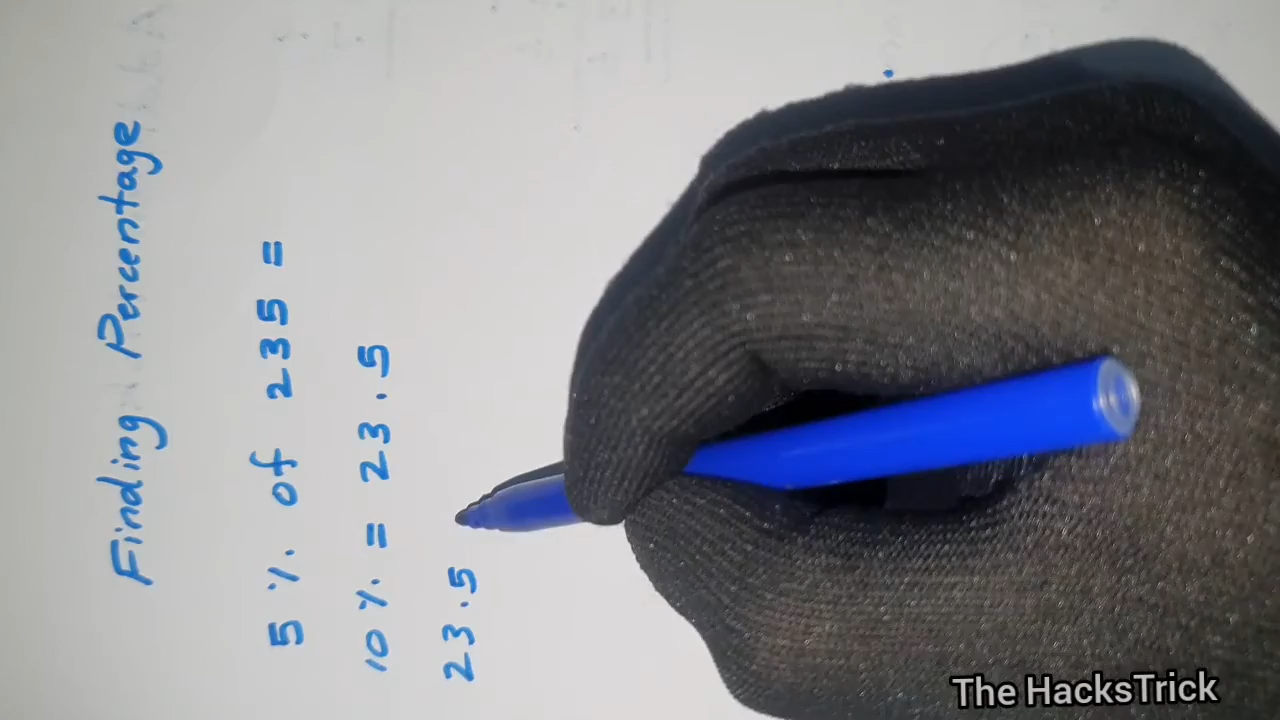 Finding Percentage
5 % of 235 =
10 % = 23.5
23.5
The HacksTrick